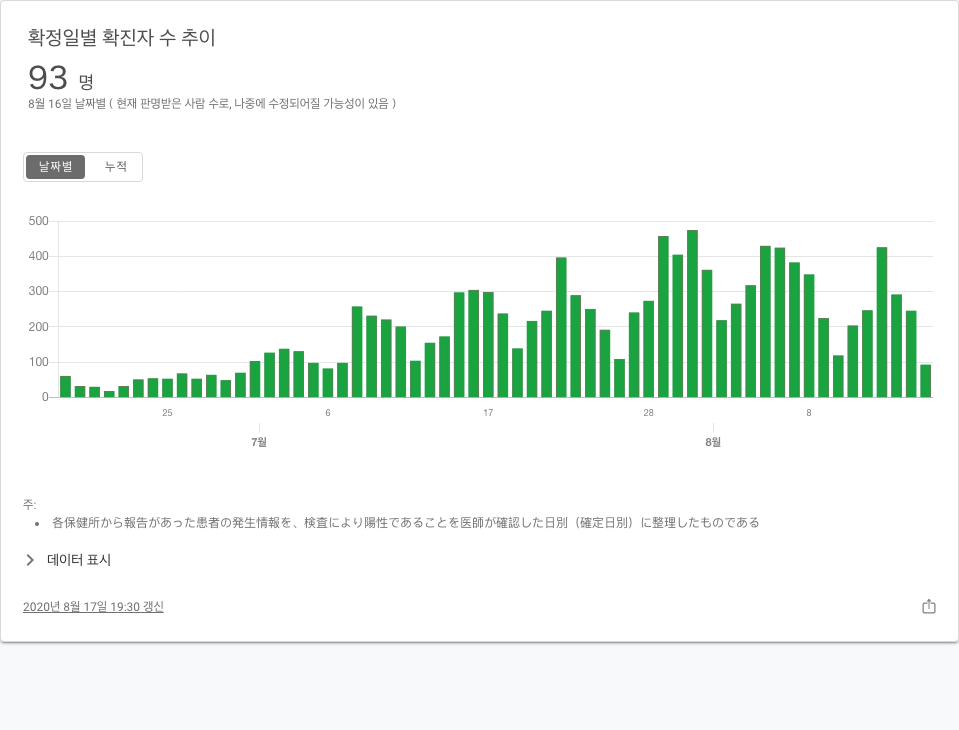 확정일별 확진자 수 추이
93 명
8월 16일 날짜별 ( 현재 판명받은 사람 수로, 나중에 수정되어질 가능성이 있음 )
날짜별 누적
500
400
300
200
100
0
25 6 17 28 8
7월 8월
주:
• 各保健所から報告があった患者の発生情報を、検査により陽性であることを医師が確認した日別（確定日別）に整理したものである
데이터 표시
2020년 8월 17일 19:30 갱신